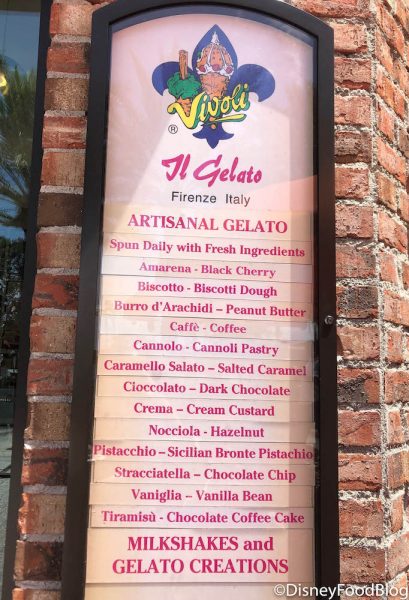 Vivoli
®
Il Gelato
Firenze Italy
ARTISANAL GELATO
Spun Daily with Fresh Ingredients
Amarena - Black Cherry
Biscotto - Biscotti Dough
Burro d'Arachidi – Peanut Butter
Caffè - Coffee
Cannolo - Cannoli Pastry
Caramello Salato – Salted Caramel
Cioccolato – Dark Chocolate
Crema – Cream Custard
Nocciola - Hazelnut
Pistacchio – Sicilian Bronte Pistachio
Stracciatella – Chocolate Chip
Vaniglia – Vanilla Bean
Tiramisù - Chocolate Coffee Cake
MILKSHAKES and
GELATO CREATIONS
©DisneyFoodBlog